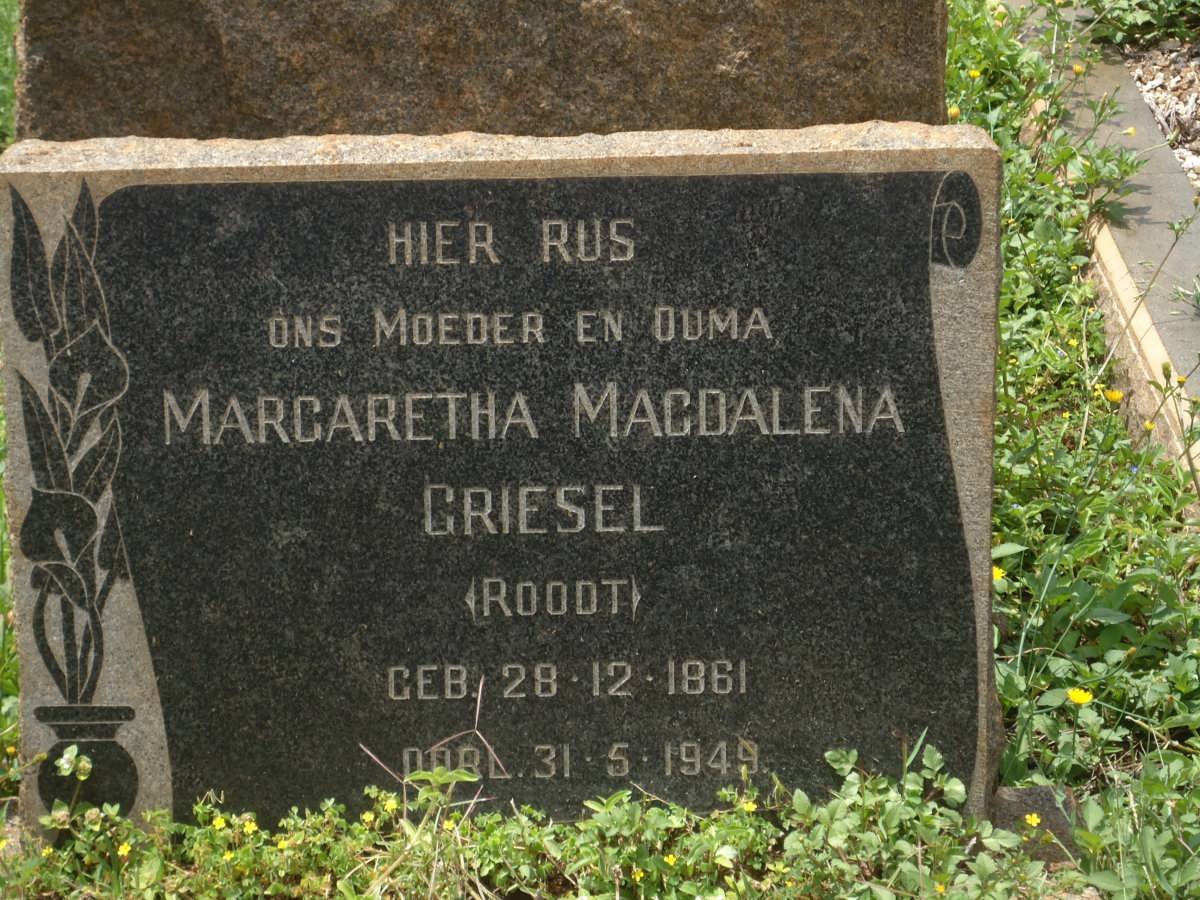 HIER RUS
ONS MOEDER EN OUMA
MARGARETHA MAGDALENA
GRIESEL
(ROODT)
GEB. 28·12·1861
OORL. 31·5·1949.